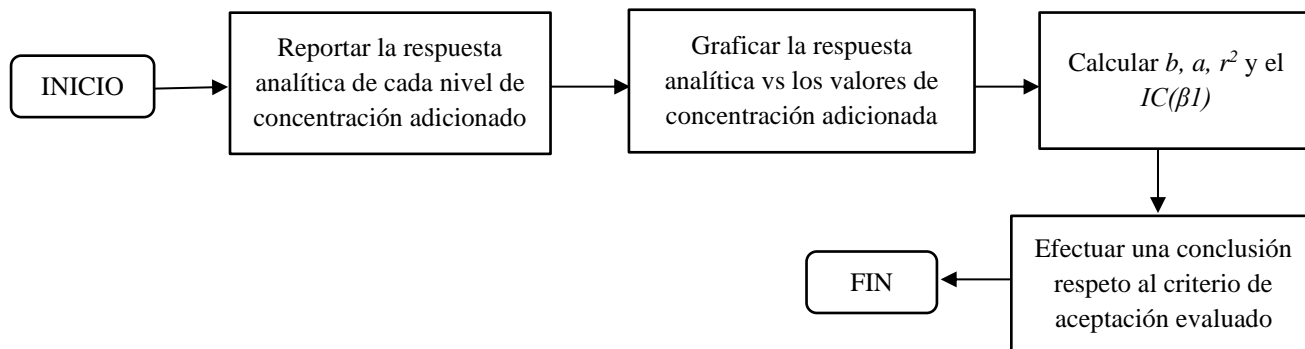 INICIO
Reportar la respuesta
analítica de cada nivel de
concentración adicionado
Graficar la respuesta
analítica vs los valores de
concentración adicionada
Calcular b, a, r² y el
IC(β1)
Efectuar una conclusión
respeto al criterio de
aceptación evaluado
FIN